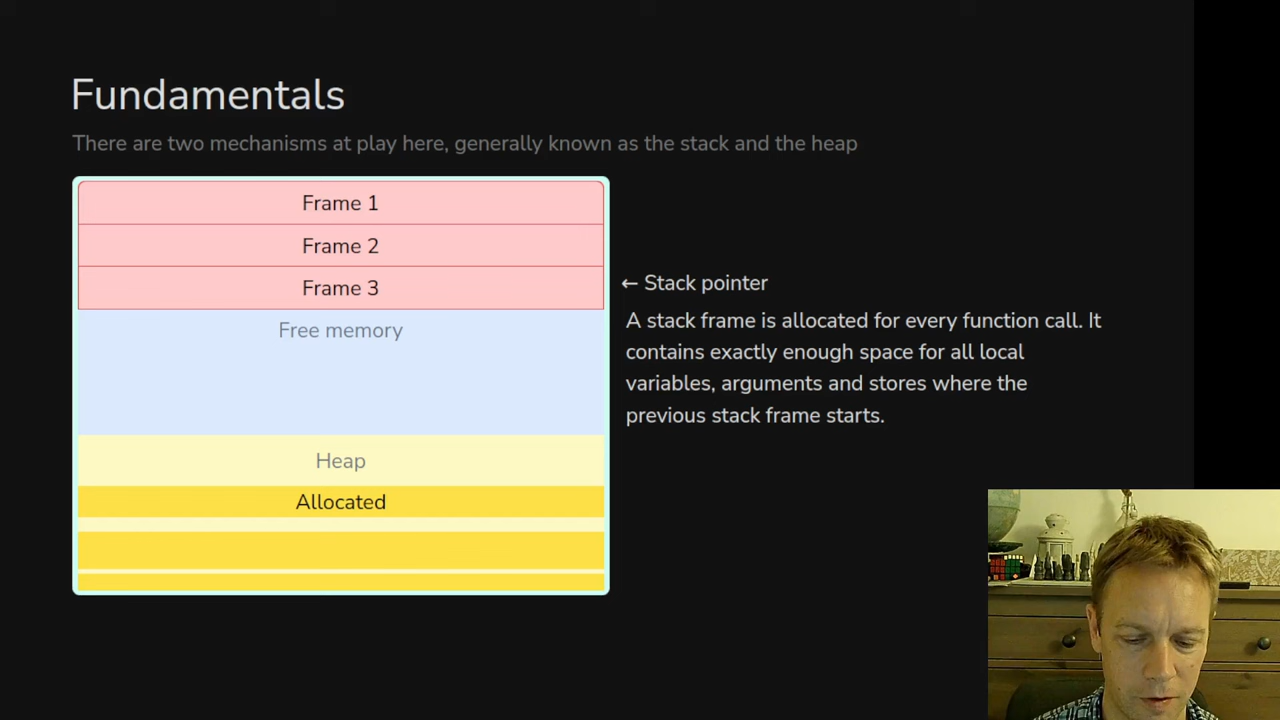 Fundamentals
There are two mechanisms at play here, generally known as the stack and the heap
Frame 1
Frame 2
Frame 3
← Stack pointer
Free memory
A stack frame is allocated for every function call. It
contains exactly enough space for all local
variables, arguments and stores where the
previous stack frame starts.
Heap
Allocated